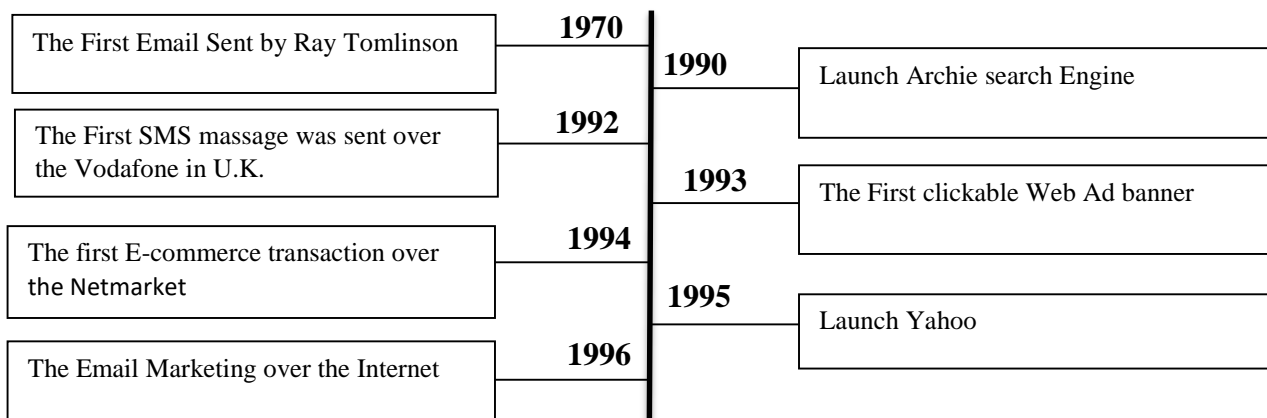 1970
The First Email Sent by Ray Tomlinson
1990
Launch Archie search Engine
1992
The First SMS massage was sent over
the Vodafone in U.K.
1993
The First clickable Web Ad banner
1994
The first E-commerce transaction over
the Netmarket
1995
Launch Yahoo
1996
The Email Marketing over the Internet